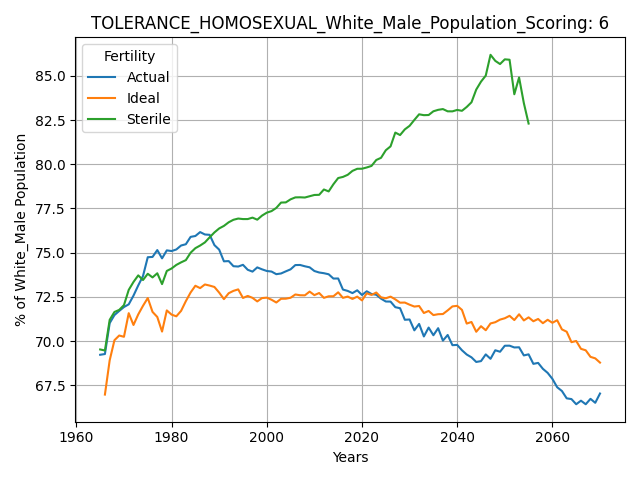 TOLERANCE_HOMOSEXUAL_White_Male_Population_Scoring: 6
Fertility
Actual
Ideal
Sterile
% of White_Male Population
85.0
82.5
80.0
77.5
75.0
72.5
70.0
67.5
1960 1980 2000 2020 2040 2060
Years